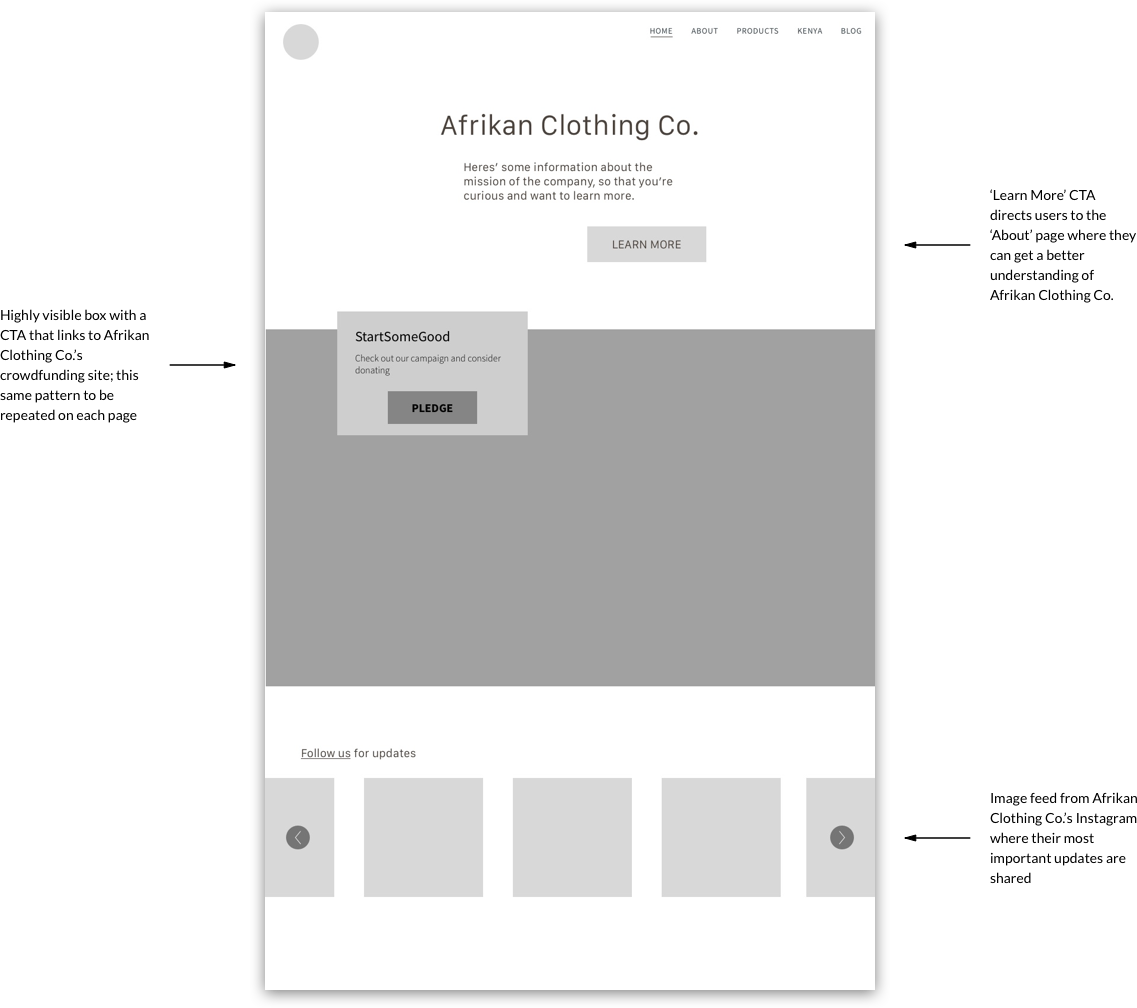 HOME ABOUT PRODUCTS KENYA BLOG
Afrikan Clothing Co.
Heres’ some information about the
mission of the company, so that you’re
curious and want to learn more.
LEARN MORE
‘Learn More’ CTA
directs users to the
‘About’ page where they
can get a better
understanding of
Afrikan Clothing Co.
Highly visible box with a
CTA that links to Afrikan
Clothing Co.’s
crowdfunding site; this
same pattern to be
repeated on each page
StartSomeGood
Check out our campaign and consider
donating
PLEDGE
Follow us for updates
Image feed from Afrikan
Clothing Co.’s Instagram
where their most
important updates are
shared